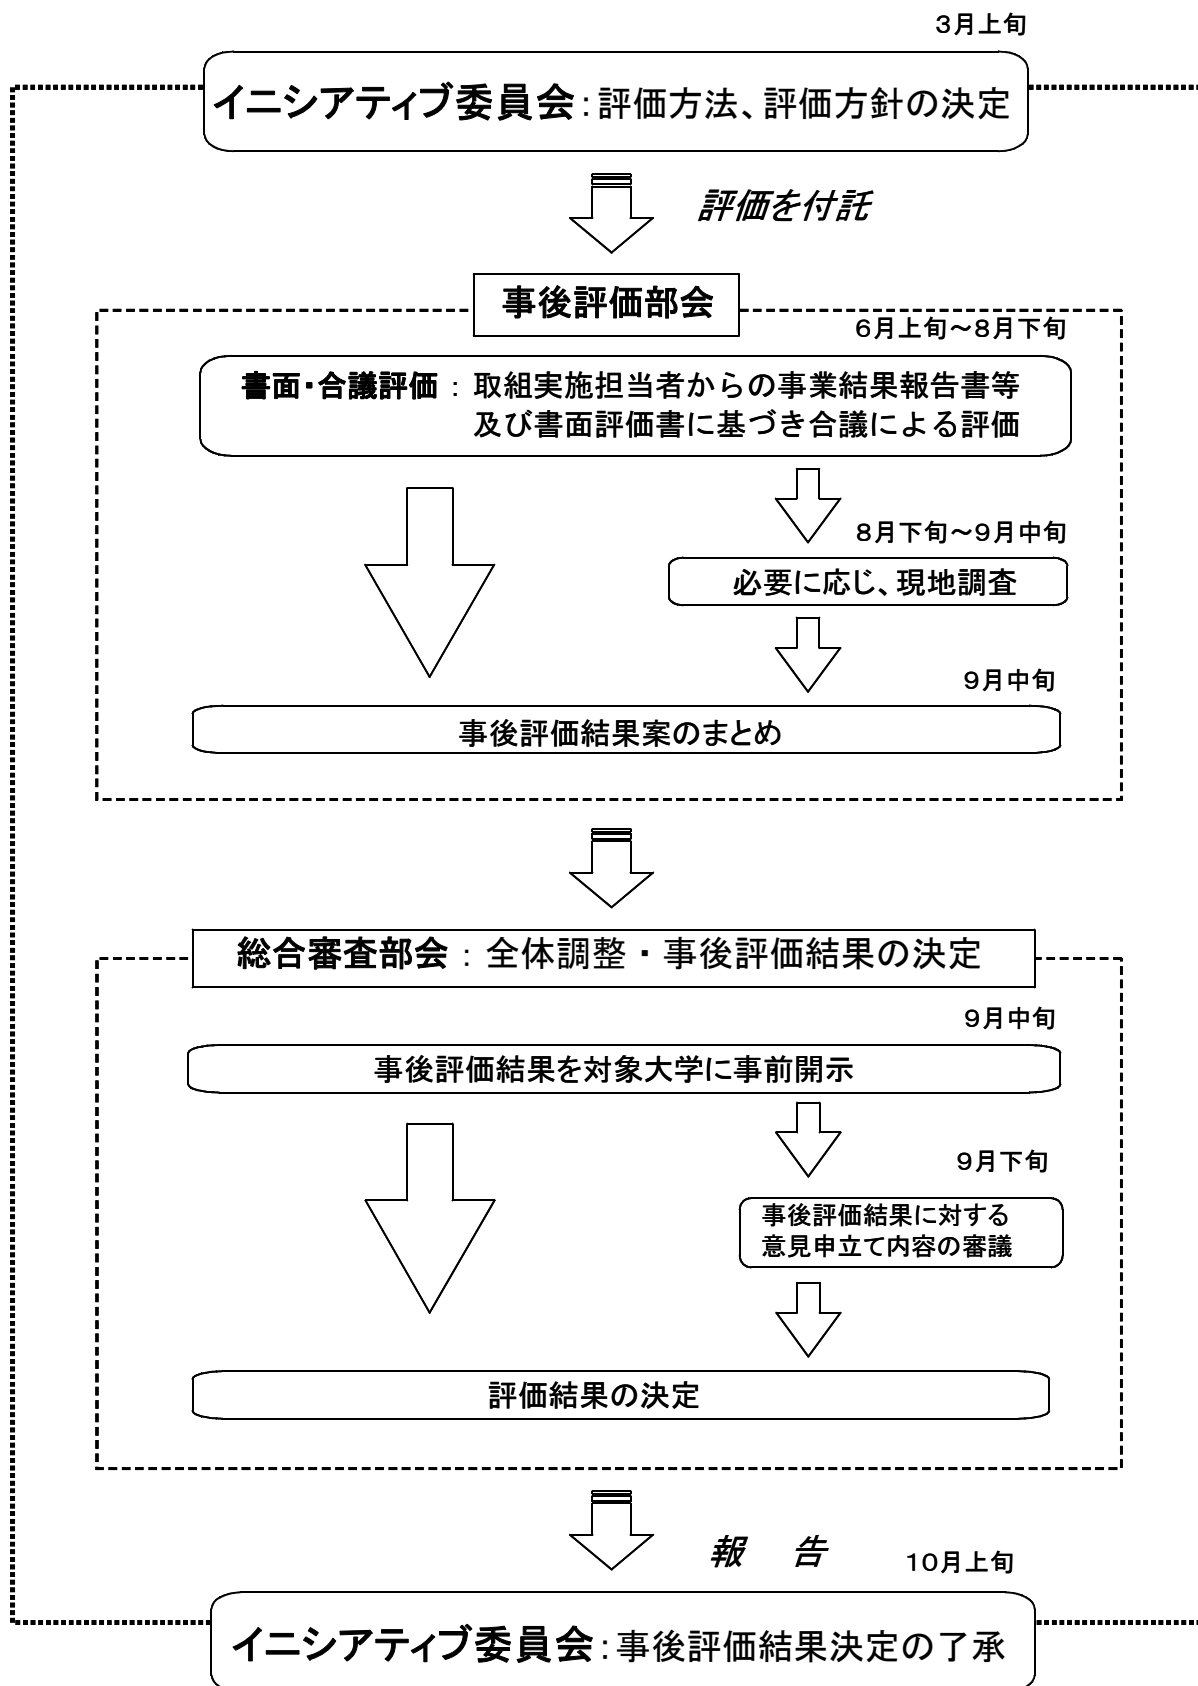 3月上旬
イニシアティブ委員会：評価方法、評価方針の決定
評価を付託
事後評価部会
6月上旬～8月下旬
書面・合議評価：取組実施担当者からの事業結果報告書等
及び書面評価書に基づき合議による評価
8月下旬～9月中旬
必要に応じ、現地調査
9月中旬
事後評価結果案のまとめ
総合審査部会：全体調整・事後評価結果の決定
9月中旬
事後評価結果を対象大学に事前開示
9月下旬
事後評価結果に対する
意見申立て内容の審議
評価結果の決定
報　告
10月上旬
イニシアティブ委員会：事後評価結果決定の了承